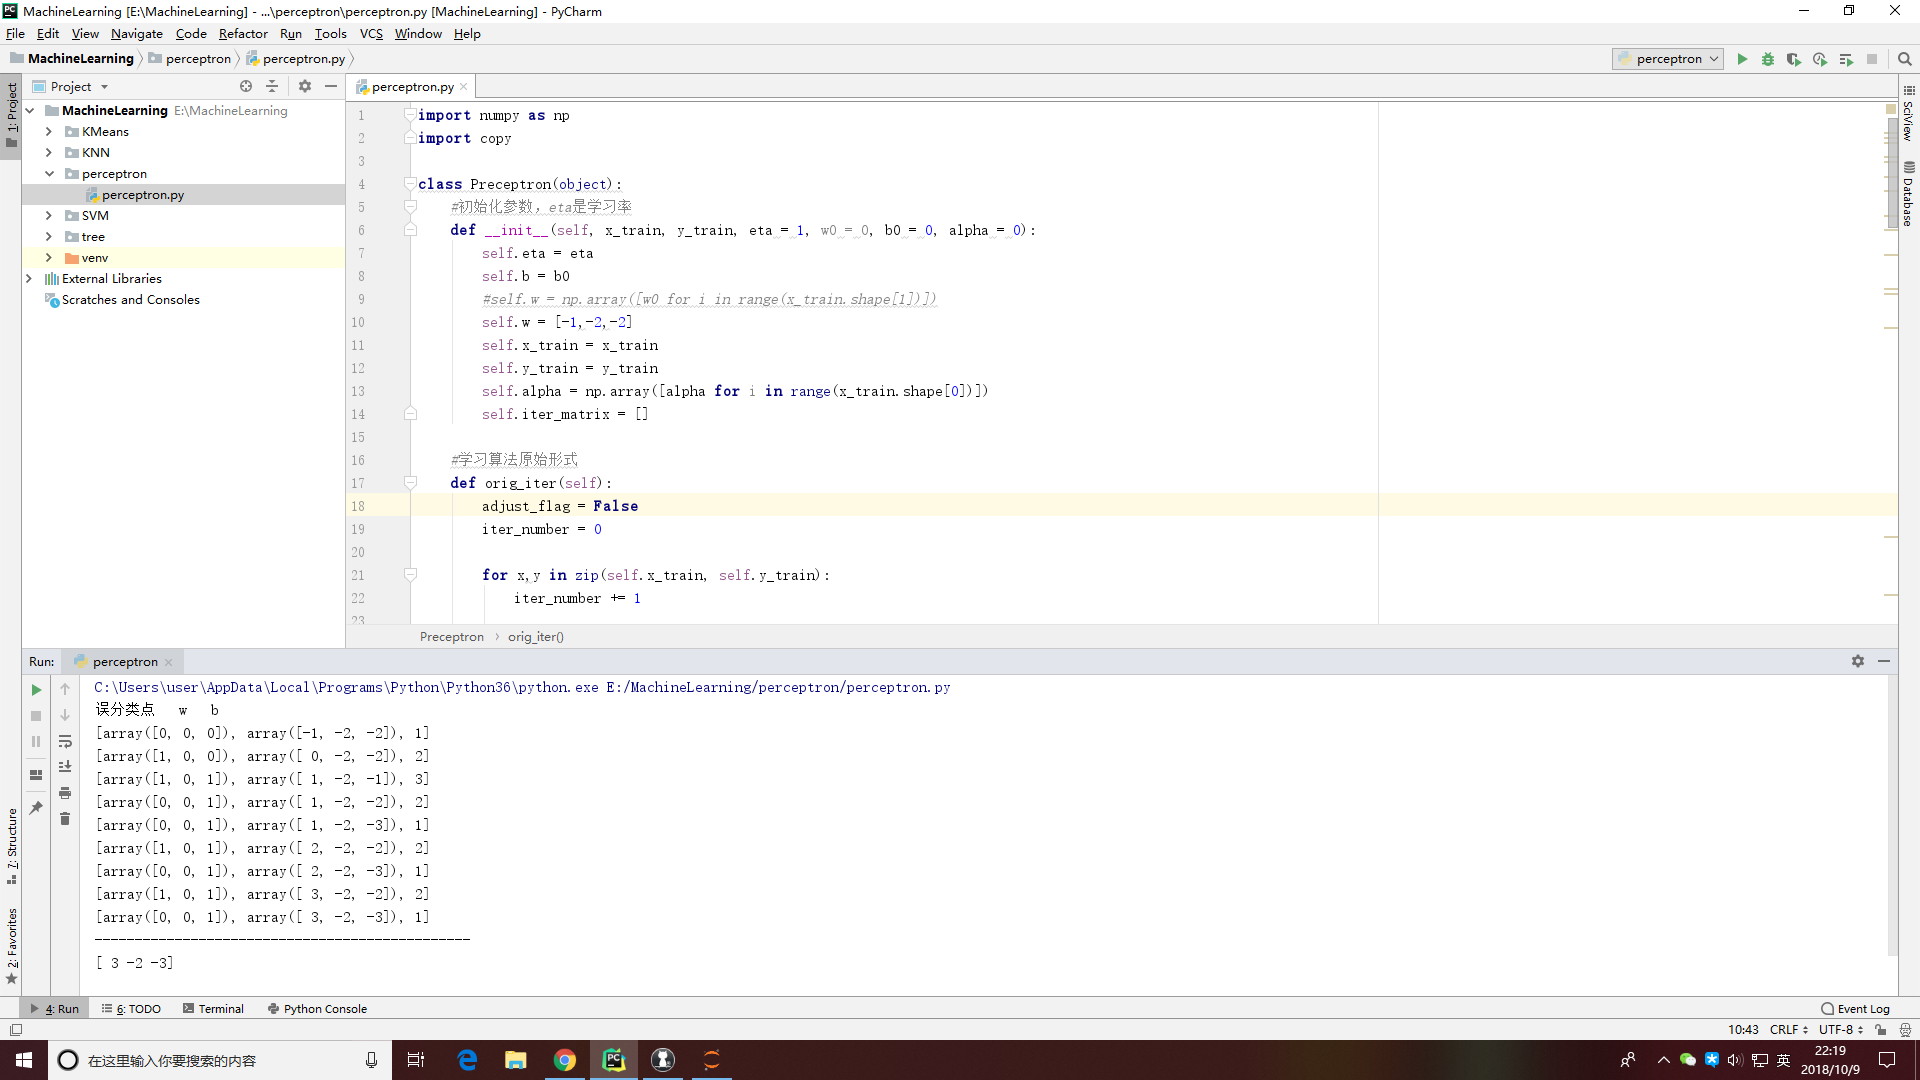 MachineLearning [E:\MachineLearning] - ...\perceptron\perceptron.py [MachineLearning] - PyCharm
File Edit View Navigate Code Refactor Run Tools VCS Window Help
MachineLearning perceptron perceptron.py
perceptron
Project
perceptron.py
1: Project
MachineLearning E:\MachineLearning
KMeans
KNN
perceptron
perceptron.py
SVM
tree
venv
External Libraries
Scratches and Consoles
1 import numpy as np
2 import copy
3
4 class Preceptron(object):
5 #初始化参数，eta是学习率
6 def __init__(self, x_train, y_train, eta = 1, w0 = 0, b0 = 0, alpha = 0):
7 self.eta = eta
8 self.b = b0
9 #self.w = np.array([w0 for i in range(x_train.shape[1])])
10 self.w = [-1,-2,-2]
11 self.x_train = x_train
12 self.y_train = y_train
13 self.alpha = np.array([alpha for i in range(x_train.shape[0])])
14 self.iter_matrix = []
15
16 #学习算法原始形式
17 def orig_iter(self):
18 adjust_flag = False
19 iter_number = 0
20
21 for x,y in zip(self.x_train, self.y_train):
22 iter_number += 1
23
Preceptron orig_iter()
SciView
Database
Run: perceptron
C:\Users\user\AppData\Local\Programs\Python\Python36\python.exe E:/MachineLearning/perceptron/perceptron.py
误分类点 w b
[array([0, 0, 0]), array([-1, -2, -2]), 1]
[array([1, 0, 0]), array([ 0, -2, -2]), 2]
[array([1, 0, 1]), array([ 1, -2, -1]), 3]
[array([0, 0, 1]), array([ 1, -2, -2]), 2]
[array([0, 0, 1]), array([ 1, -2, -3]), 1]
[array([1, 0, 1]), array([ 2, -2, -2]), 2]
[array([0, 0, 1]), array([ 2, -2, -3]), 1]
[array([1, 0, 1]), array([ 3, -2, -2]), 2]
[array([0, 0, 1]), array([ 3, -2, -3]), 1]
-----------------------------------------------
[ 3 -2 -3]
7: Structure
2: Favorites
4: Run 6: TODO Terminal Python Console Event Log
10:43 CRLF UTF-8
在这里输入你要搜索的内容
英
22:19
2018/10/9